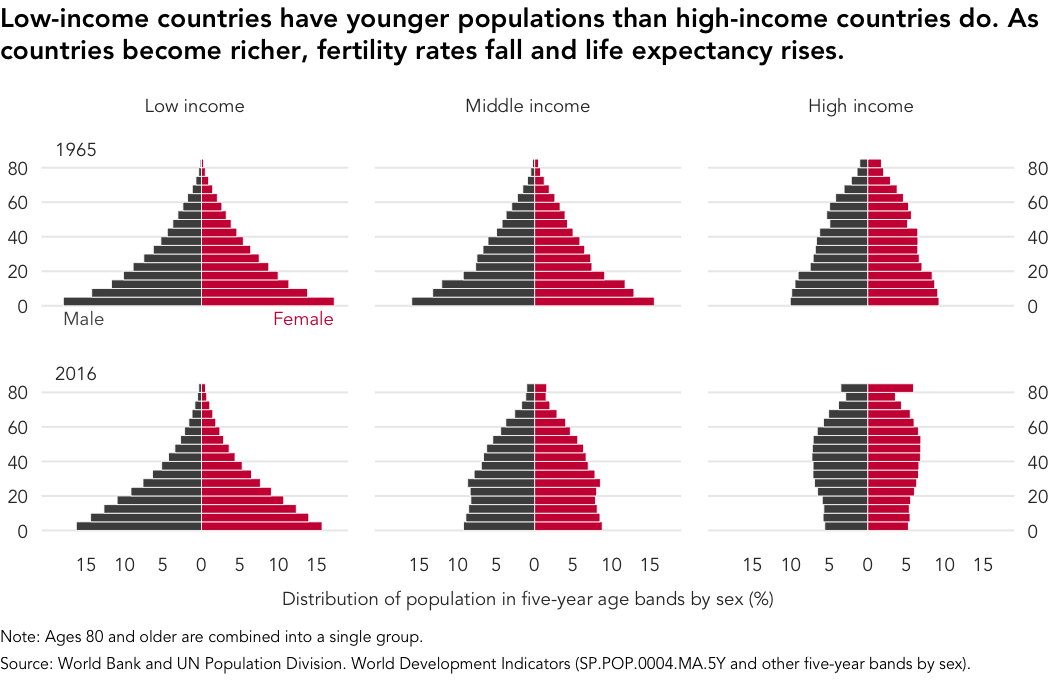 Low-income countries have younger populations than high-income countries do. As
countries become richer, fertility rates fall and life expectancy rises.
Low income
Middle income
High income
1965
80
80
60
60
40
40
20
20
0
0
Male
Female
2016
80
80
60
60
40
40
20
20
0
0
15 10 5 0 5 10 15
15 10 5 0 5 10 15
15 10 5 0 5 10 15
Distribution of population in five-year age bands by sex (%)
Note: Ages 80 and older are combined into a single group.
Source: World Bank and UN Population Division. World Development Indicators (SP.POP.0004.MA.5Y and other five-year bands by sex).